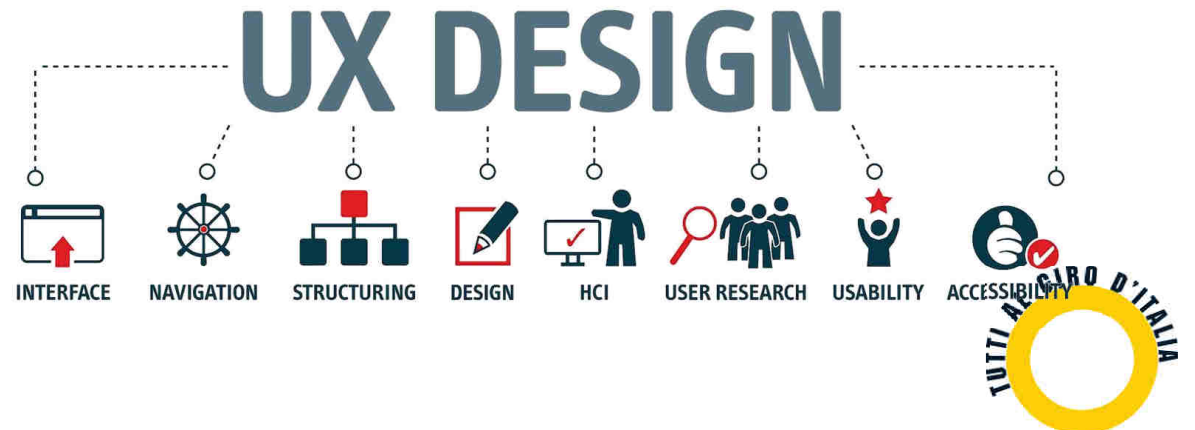 UX DESIGN
INTERFACE
NAVIGATION
STRUCTURING
DESIGN
HCI
USER RESEARCH
USABILITY
ACCESSIBILITY
TUTTI AL GIRO D'ITALIA